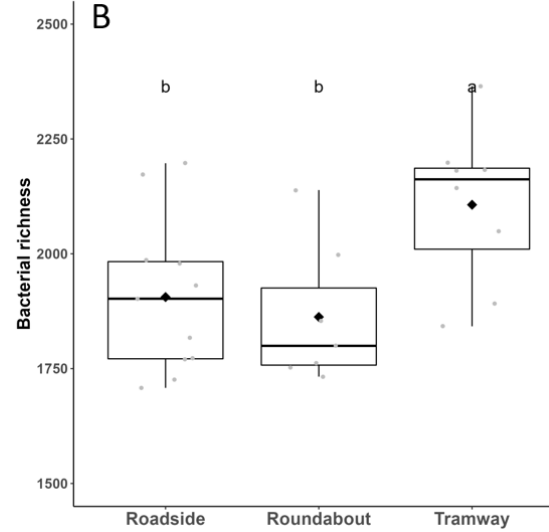 B
2500
2250
2000
1750
1500
Bacterial richness
b b a
Roadside Roundabout Tramway